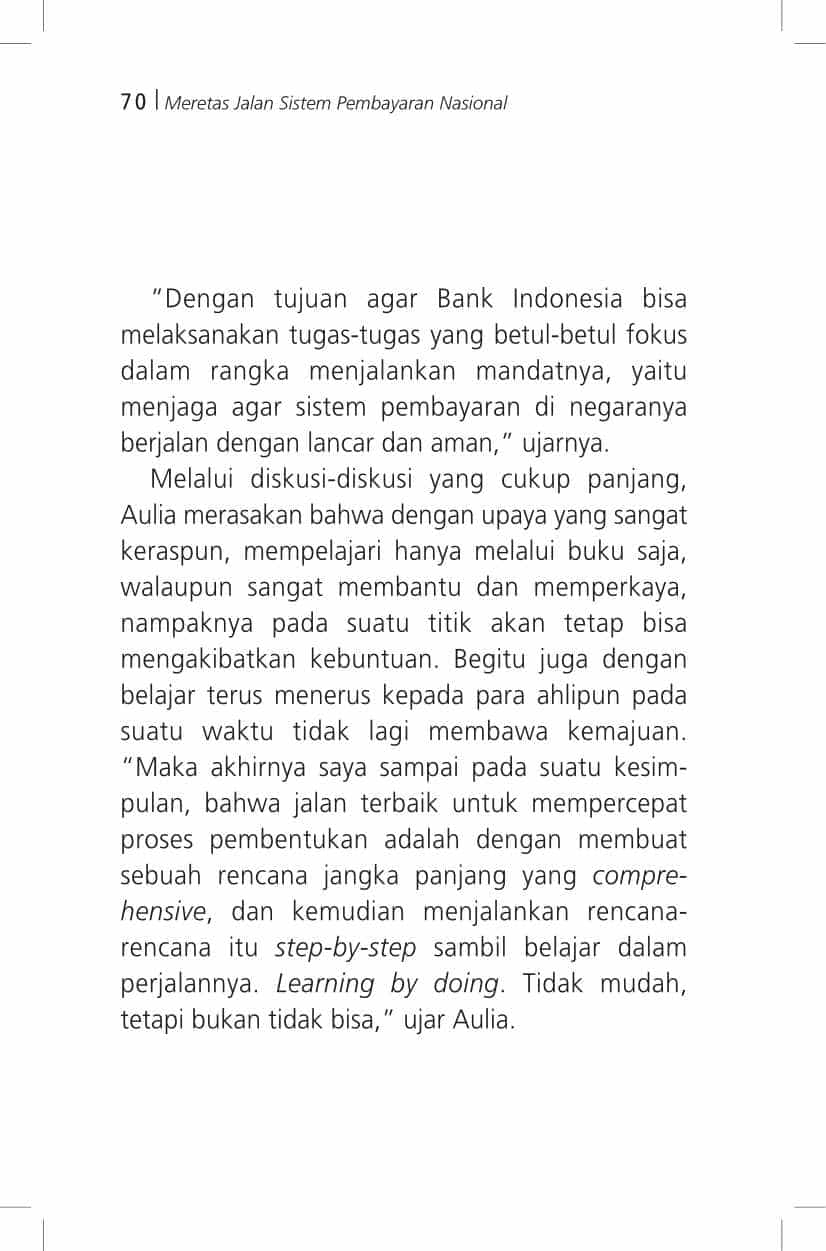 70 | Meretas Jalan Sistem Pembayaran Nasional
“Dengan tujuan agar Bank Indonesia bisa
melaksanakan tugas-tugas yang betul-betul fokus
dalam rangka menjalankan mandatnya, yaitu
menjaga agar sistem pembayaran di negaranya
berjalan dengan lancar dan aman,” ujarnya.
Melalui diskusi-diskusi yang cukup panjang,
Aulia merasakan bahwa dengan upaya yang sangat
keraspun, mempelajari hanya melalui buku saja,
walaupun sangat membantu dan memperkaya,
nampaknya pada suatu titik akan tetap bisa
mengakibatkan kebuntuan. Begitu juga dengan
belajar terus menerus kepada para ahlipun pada
suatu waktu tidak lagi membawa kemajuan.
“Maka akhirnya saya sampai pada suatu kesim-
pulan, bahwa jalan terbaik untuk mempercepat
proses pembentukan adalah dengan membuat
sebuah rencana jangka panjang yang compre-
hensive, dan kemudian menjalankan rencana-
rencana itu step-by-step sambil belajar dalam
perjalannya. Learning by doing. Tidak mudah,
tetapi bukan tidak bisa,” ujar Aulia.